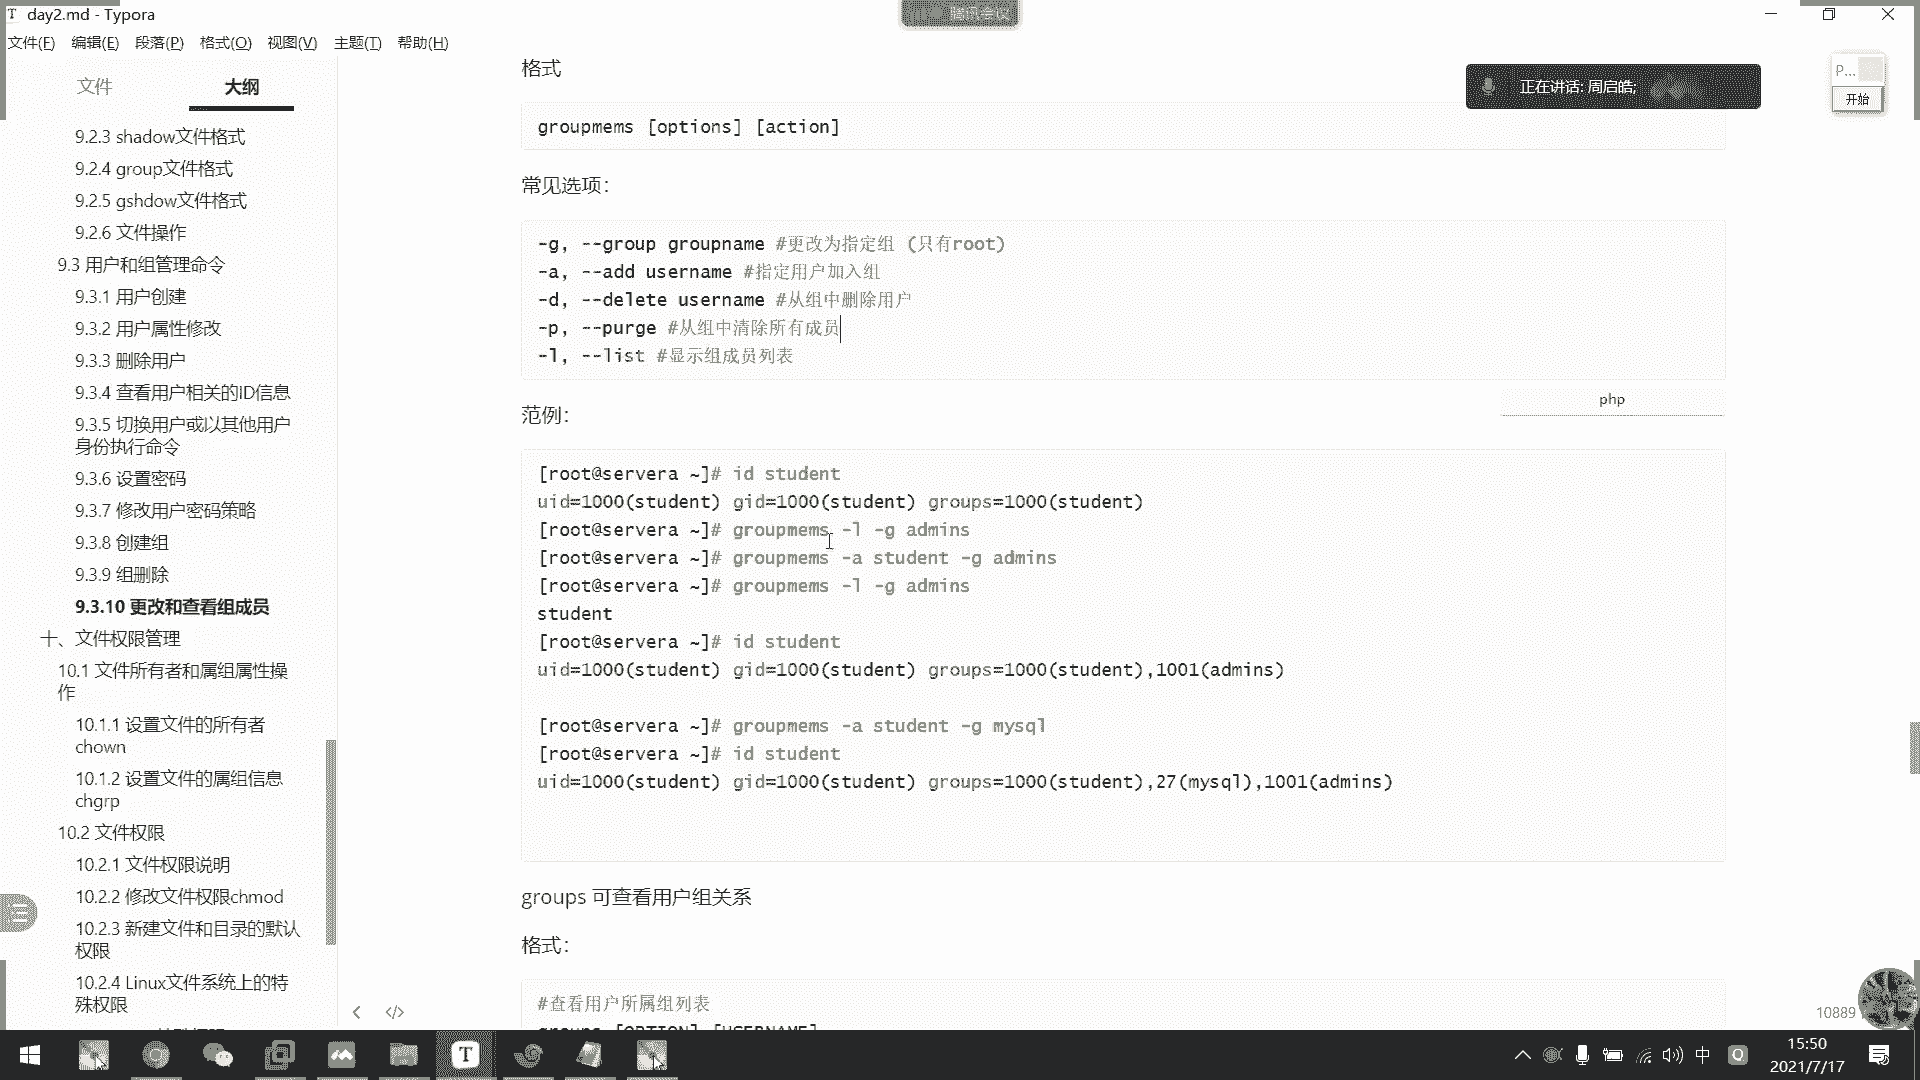 day2.md - Typora
腾讯会议
文件(F) 编辑(E) 段落(P) 格式(O) 视图(V) 主题(T) 帮助(H)
文件 大纲
9.2.3 shadow文件格式
9.2.4 group文件格式
9.2.5 gshdow文件格式
9.2.6 文件操作
9.3 用户和组管理命令
9.3.1 用户创建
9.3.2 用户属性修改
9.3.3 删除用户
9.3.4 查看用户相关的ID信息
9.3.5 切换用户或以其他用户
身份执行命令
9.3.6 设置密码
9.3.7 修改用户密码策略
9.3.8 创建组
9.3.9 组删除
9.3.10 更改和查看组成员
十、文件权限管理
10.1 文件所有者和属组属性操
作
10.1.1 设置文件的所有者
chown
10.1.2 设置文件的属组信息
chgrp
10.2 文件权限
10.2.1 文件权限说明
10.2.2 修改文件权限chmod
10.2.3 新建文件和目录的默认
权限
10.2.4 Linux文件系统上的特
殊权限
格式
正在讲话: 周启皓;
P...
开始
groupmems [options] [action]
常见选项：
-g, --group groupname #更改为指定组 (只有root)
-a, --add username #指定用户加入组
-d, --delete username #从组中删除用户
-p, --purge #从组中清除所有成员
-l, --list #显示组成员列表
php
范例：
[root@servera ~]# id student
uid=1000(student) gid=1000(student) groups=1000(student)
[root@servera ~]# groupmems -l -g admins
[root@servera ~]# groupmems -a student -g admins
[root@servera ~]# groupmems -l -g admins
student
[root@servera ~]# id student
uid=1000(student) gid=1000(student) groups=1000(student),1001(admins)
[root@servera ~]# groupmems -a student -g mysql
[root@servera ~]# id student
uid=1000(student) gid=1000(student) groups=1000(student),27(mysql),1001(admins)
groups 可查看用户组关系
格式：
#查看用户所属组列表
groups [OPTION] [USERNAME]
10889
中
15:50
2021/7/17